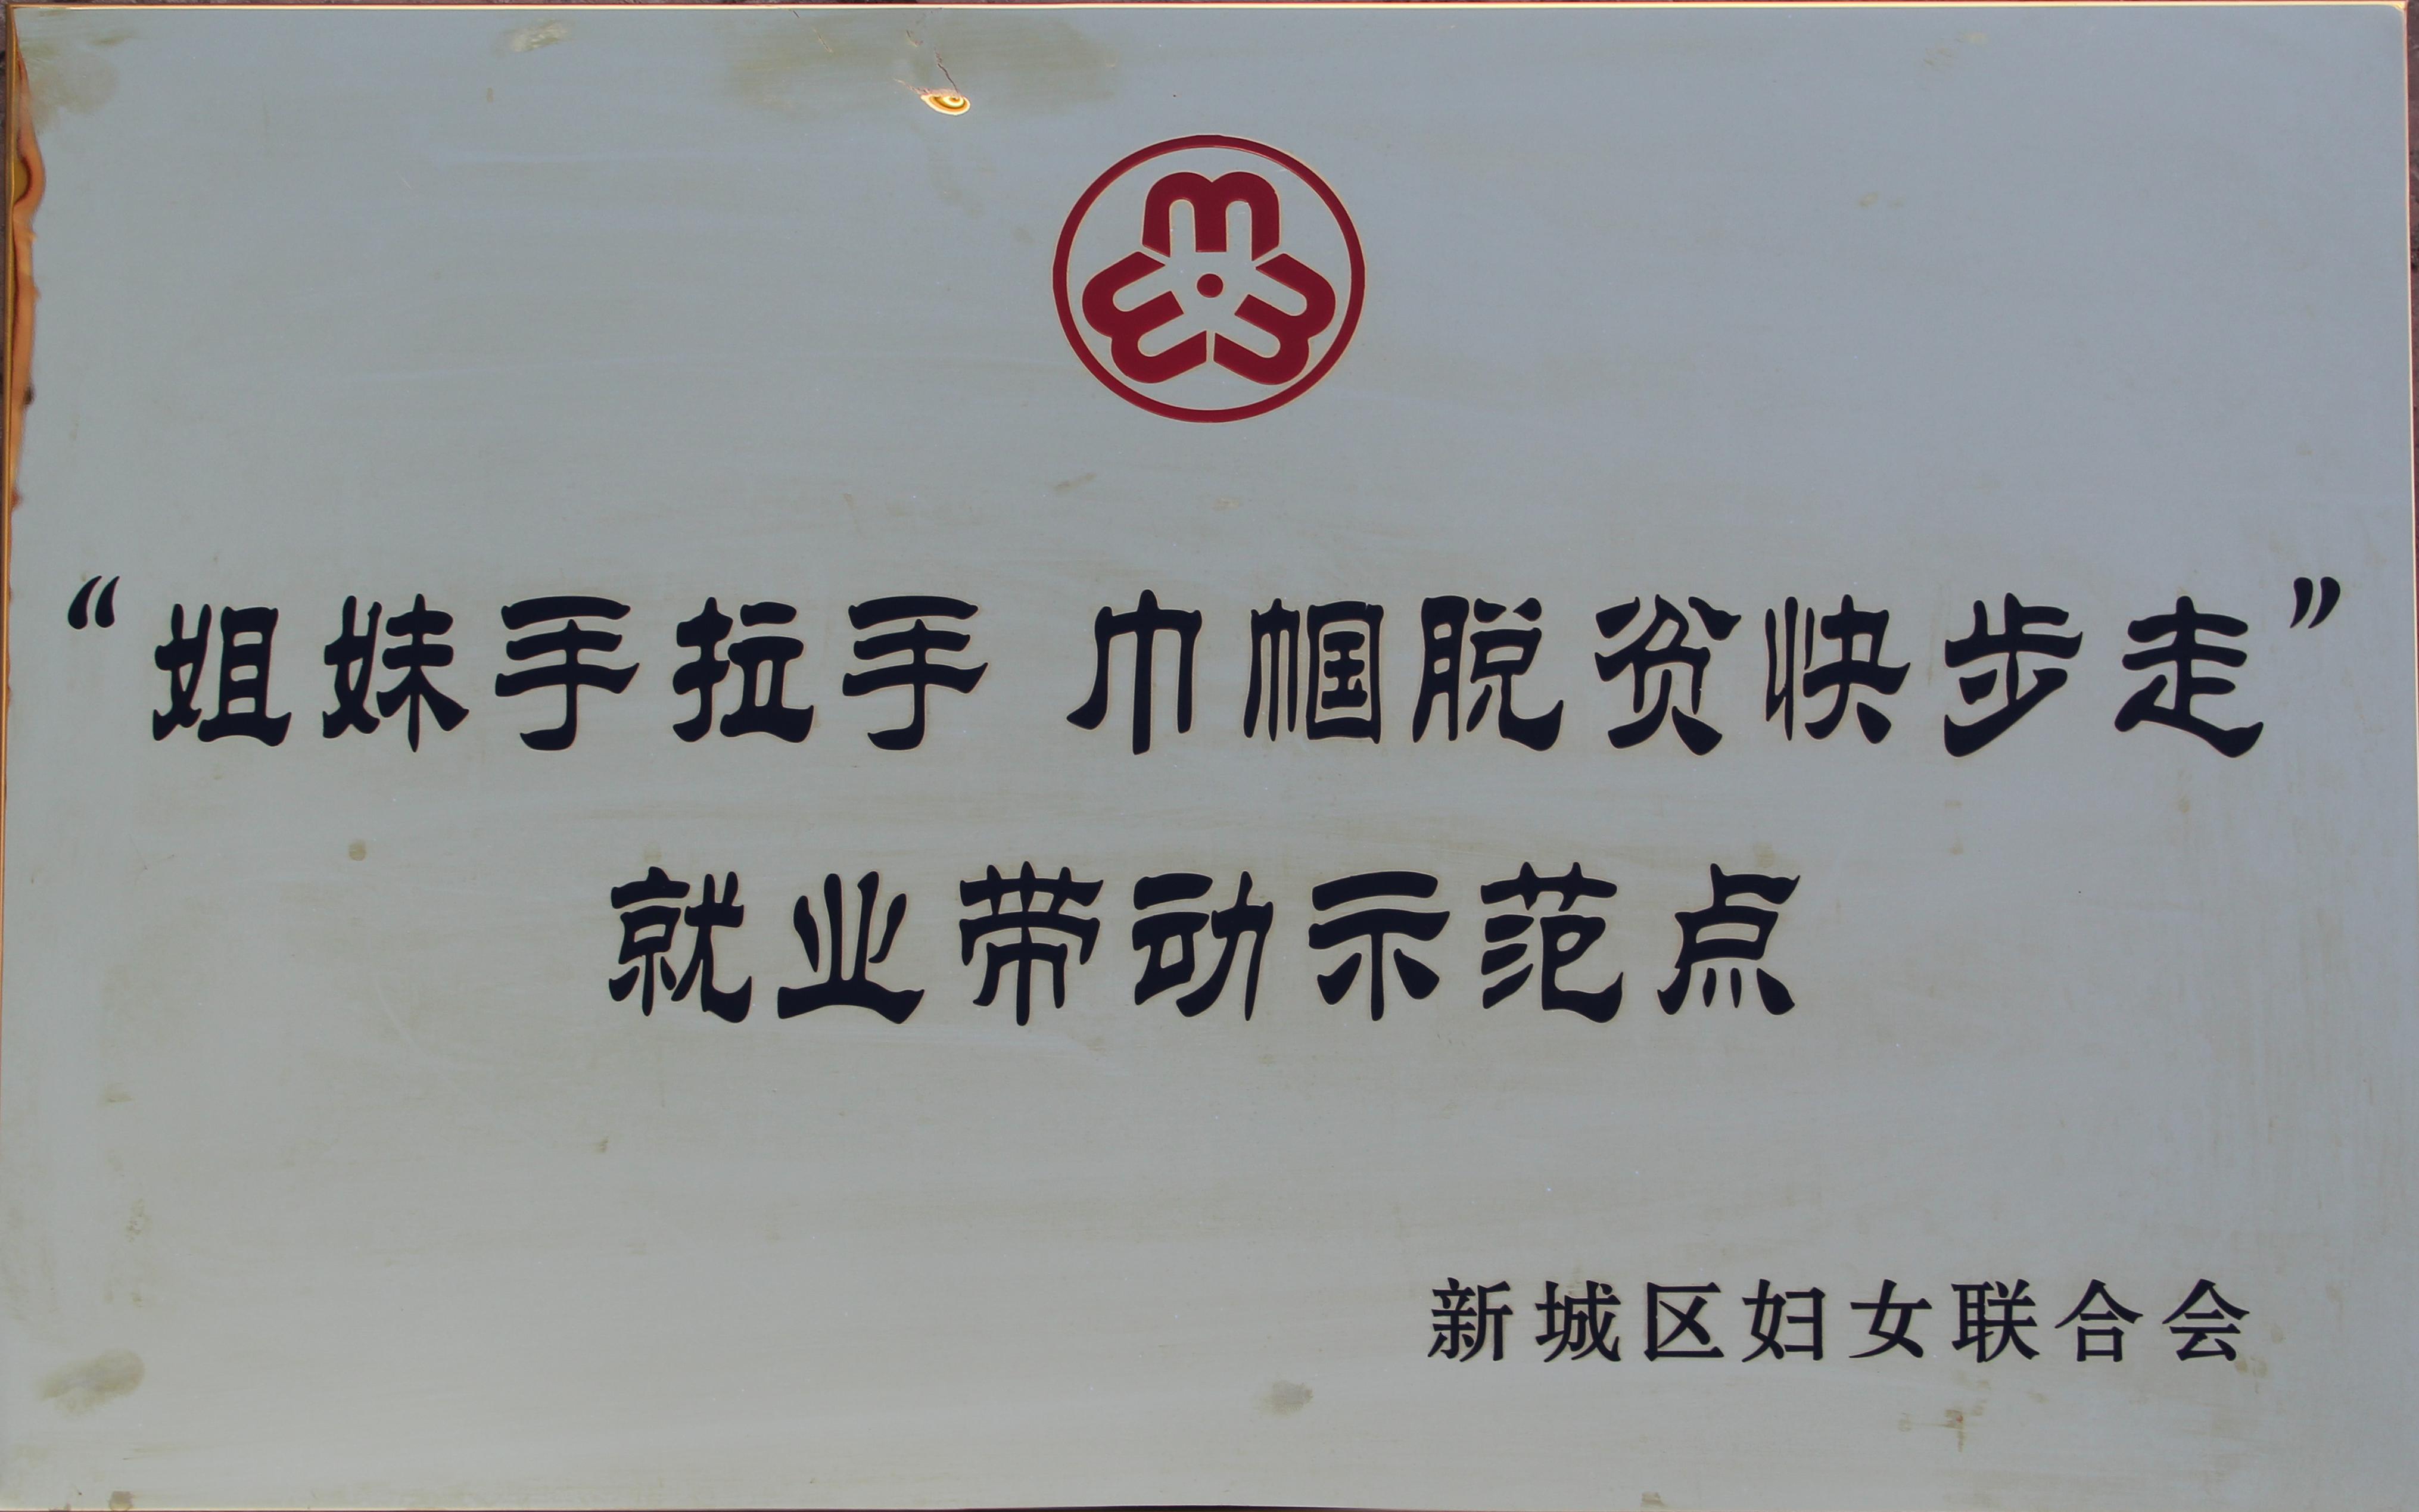 “姐妹手拉手 巾帼脱贫快步走”
就业带动示范点
新城区妇女联合会